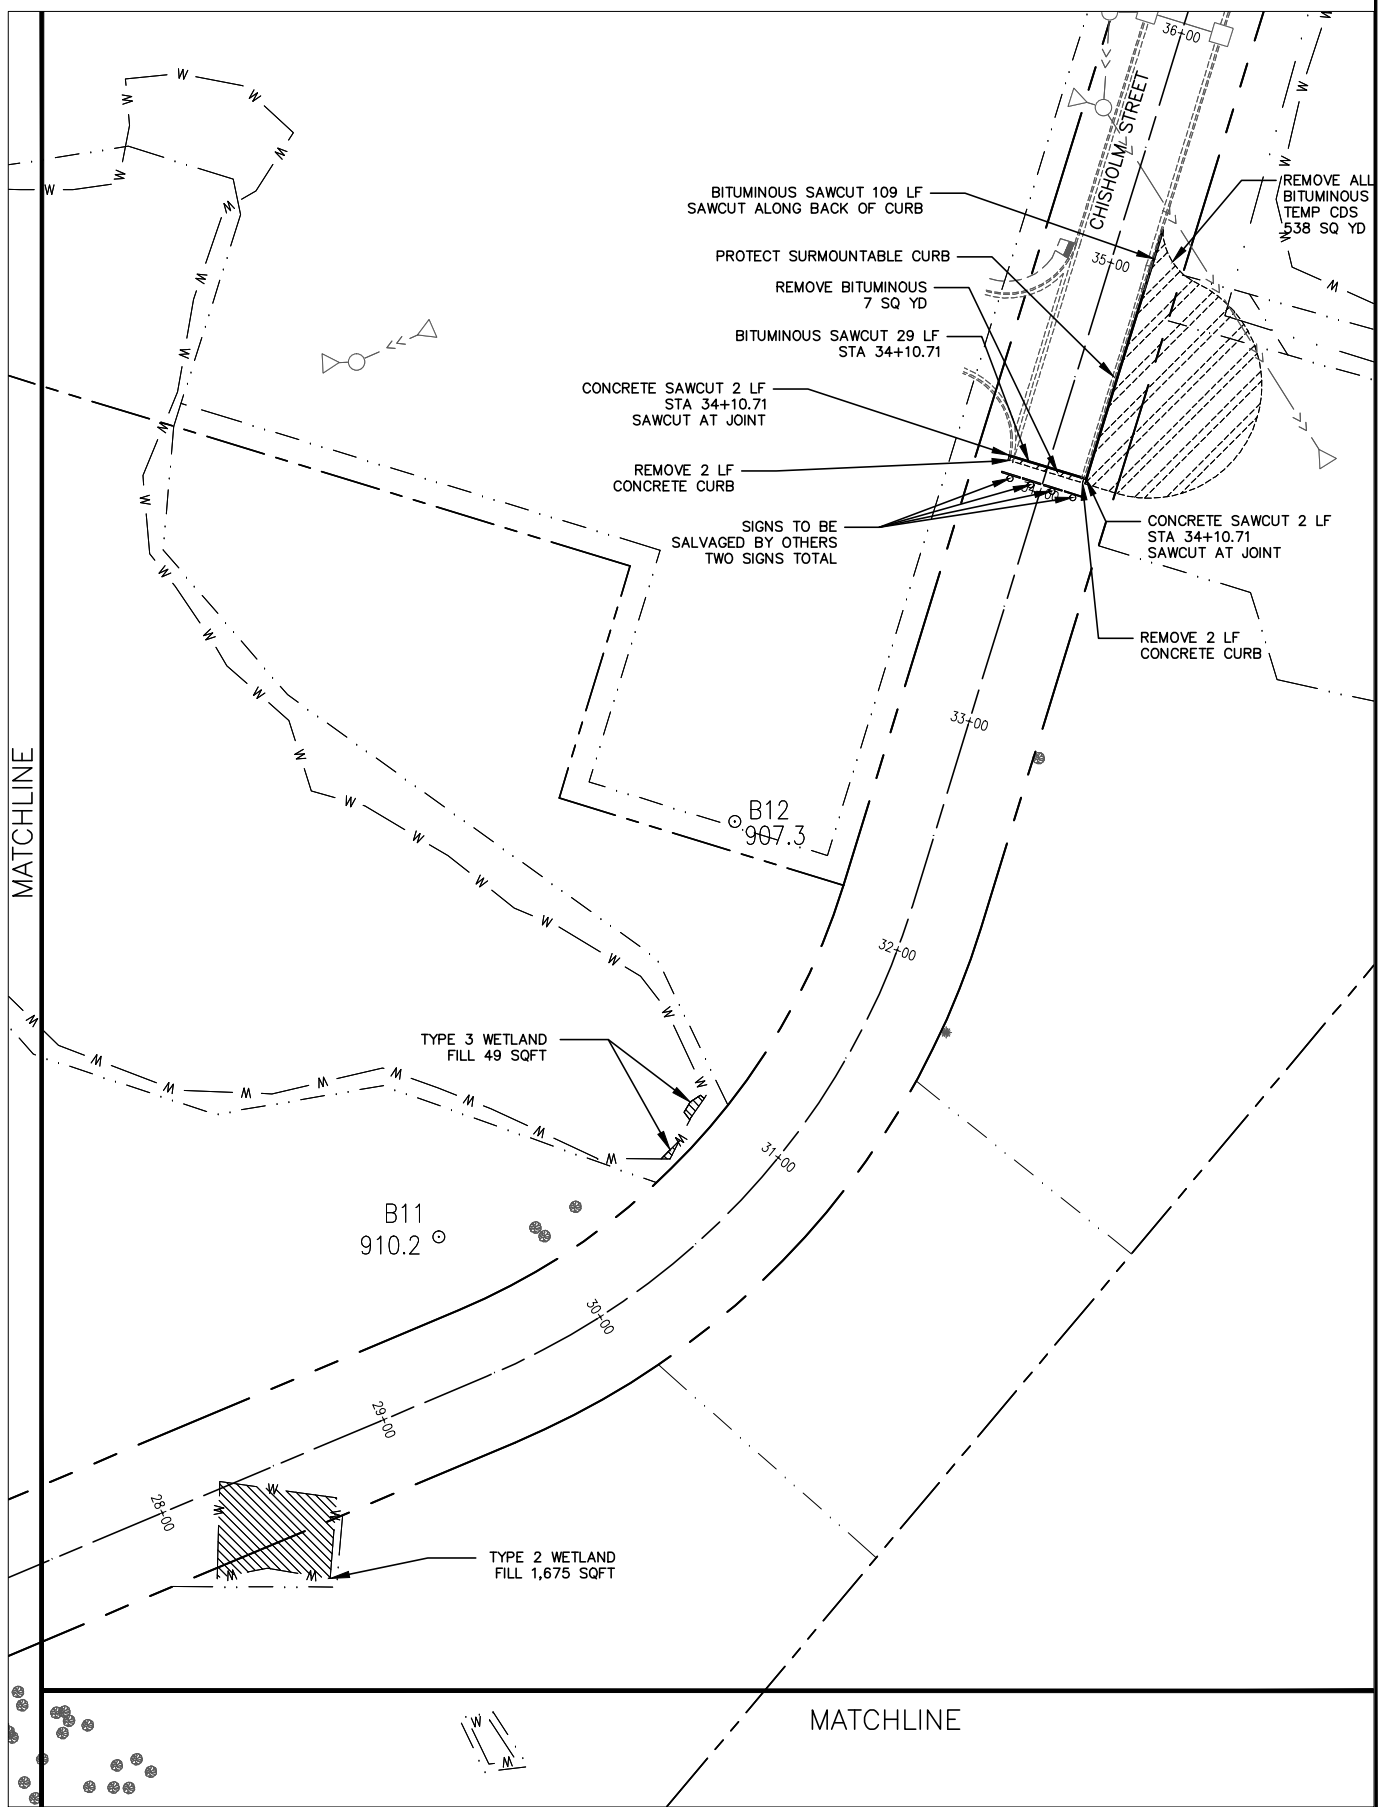 36+00
CHISHOLM STREET
BITUMINOUS SAWCUT 109 LF
SAWCUT ALONG BACK OF CURB
REMOVE ALL
BITUMINOUS
TEMP CDS
538 SQ YD
PROTECT SURMOUNTABLE CURB
35+00
REMOVE BITUMINOUS
7 SQ YD
BITUMINOUS SAWCUT 29 LF
STA 34+10.71
CONCRETE SAWCUT 2 LF
STA 34+10.71
SAWCUT AT JOINT
REMOVE 2 LF
CONCRETE CURB
SIGNS TO BE
SALVAGED BY OTHERS
TWO SIGNS TOTAL
CONCRETE SAWCUT 2 LF
STA 34+10.71
SAWCUT AT JOINT
REMOVE 2 LF
CONCRETE CURB
33+00
MATCHLINE
B12
907.3
32+00
TYPE 3 WETLAND
FILL 49 SQFT
31+00
B11
910.2
30+00
29+00
28+00
TYPE 2 WETLAND
FILL 1,675 SQFT
MATCHLINE